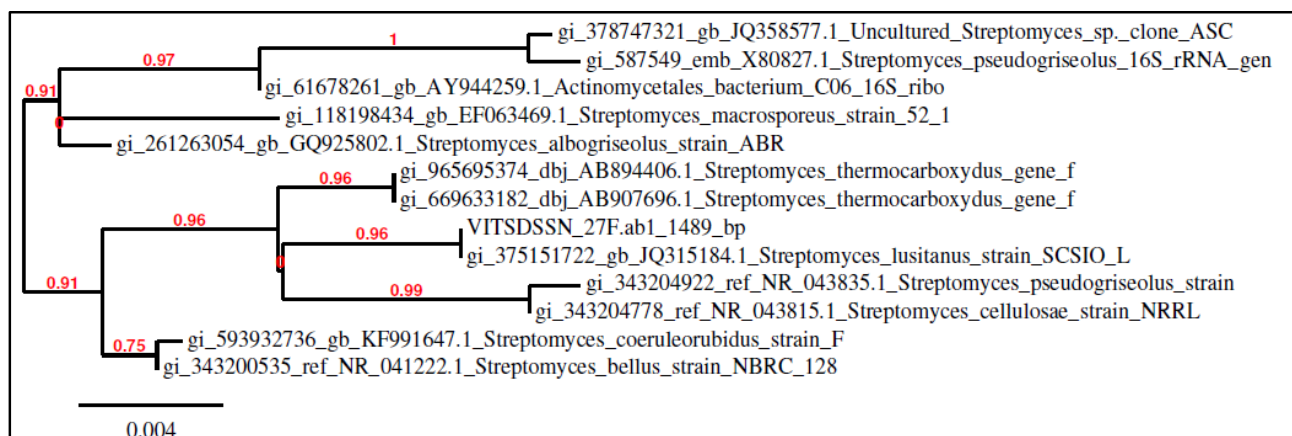 gi_378747321_gb_JQ358577.1_Uncultured_Streptomyces_sp._clone_ASC
1
gi_587549_emb_X80827.1_Streptomyces_pseudogriseolus_16S_rRNA_gen
0.97
gi_61678261_gb_AY944259.1_Actinomycetales_bacterium_C06_16S_ribo
0.91
gi_118198434_gb_EF063469.1_Streptomyces_macrosporeus_strain_52_1
0
gi_261263054_gb_GQ925802.1_Streptomyces_albogriseolus_strain_ABR
gi_965695374_dbj_AB894406.1_Streptomyces_thermocarboxydus_gene_f
0.96
gi_669633182_dbj_AB907696.1_Streptomyces_thermocarboxydus_gene_f
0.96
VITSDSSN_27F.ab1_1489_bp
0.96
gi_375151722_gb_JQ315184.1_Streptomyces_lusitanus_strain_SCSIO_L
0
gi_343204922_ref_NR_043835.1_Streptomyces_pseudogriseolus_strain
0.91
0.99
gi_343204778_ref_NR_043815.1_Streptomyces_cellulosae_strain_NRRL
gi_593932736_gb_KF991647.1_Streptomyces_coeruleorubidus_strain_F
0.75
gi_343200535_ref_NR_041222.1_Streptomyces_bellus_strain_NBRC_128
0.004